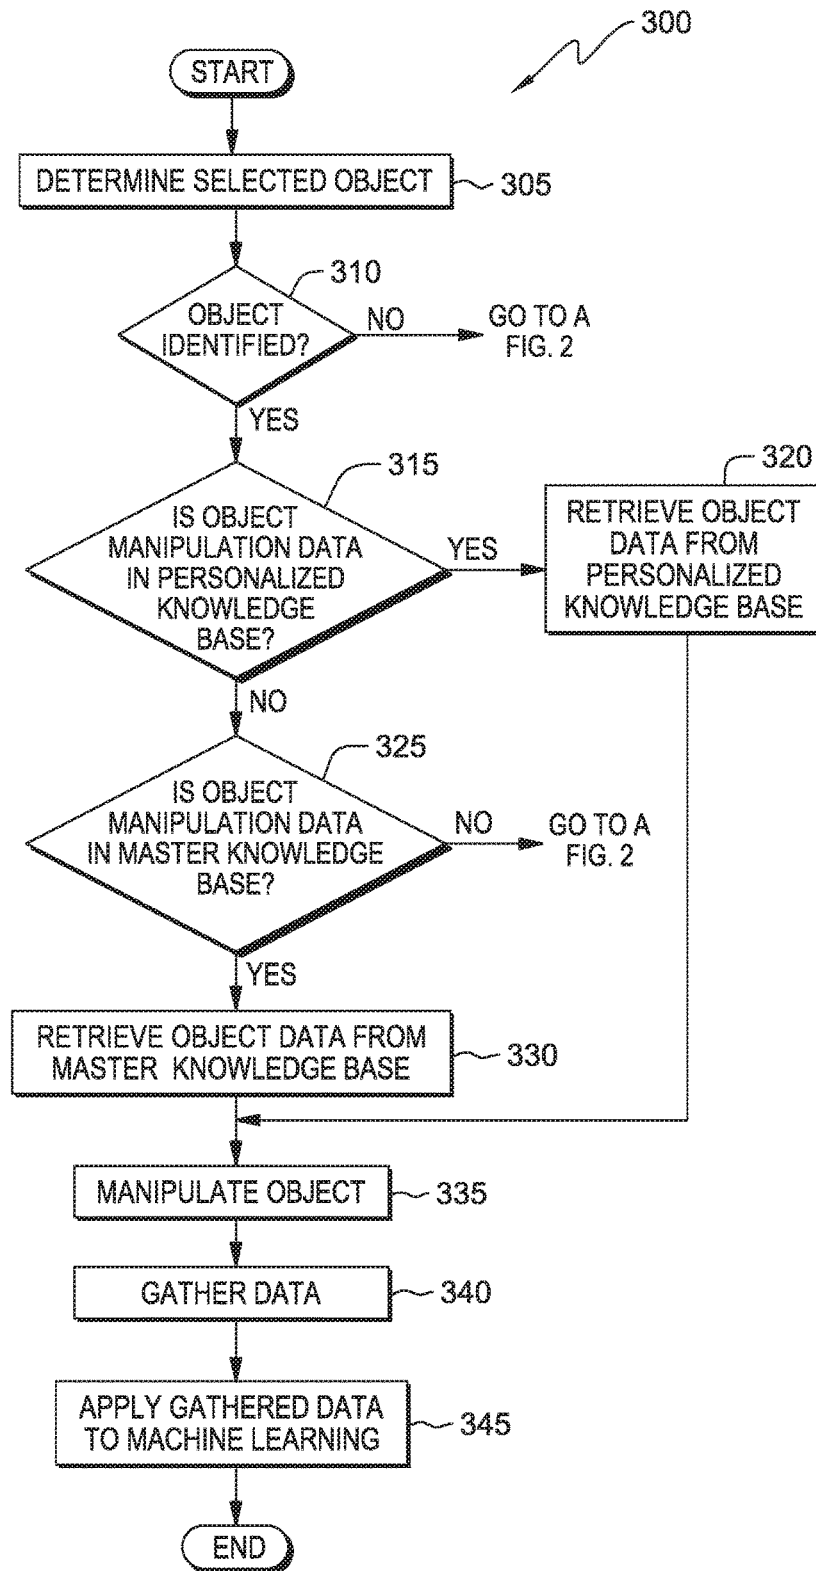 300
START
DETERMINE SELECTED OBJECT
305
310
OBJECT
IDENTIFIED?
NO
GO TO A
FIG. 2
YES
315
IS OBJECT
MANIPULATION DATA
IN PERSONALIZED
KNOWLEDGE
BASE?
YES
320
RETRIEVE OBJECT
DATA FROM
PERSONALIZED
KNOWLEDGE BASE
NO
325
IS OBJECT
MANIPULATION DATA
IN MASTER KNOWLEDGE
BASE?
NO
GO TO A
FIG. 2
YES
RETRIEVE OBJECT DATA FROM
MASTER KNOWLEDGE BASE
330
MANIPULATE OBJECT
335
GATHER DATA
340
APPLY GATHERED DATA
TO MACHINE LEARNING
345
END